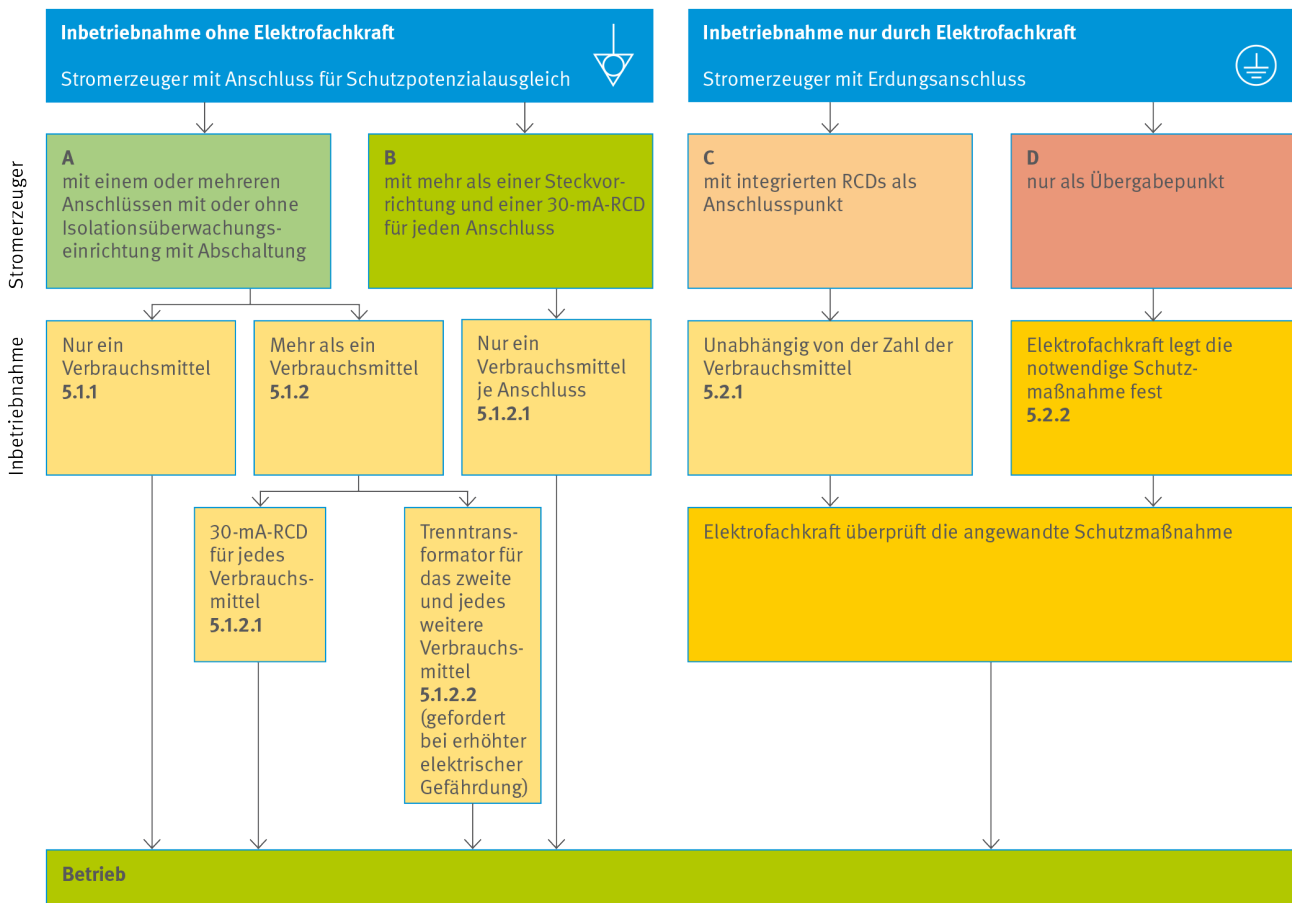 Inbetriebnahme ohne Elektrofachkraft
Stromerzeuger mit Anschluss für Schutzpotenzialausgleich
Inbetriebnahme nur durch Elektrofachkraft
Stromerzeuger mit Erdungsanschluss
Stromerzeuger
A
mit einem oder mehreren
Anschlüssen mit oder ohne
Isolationsüberwachungs-
einrichtung mit Abschaltung
B
mit mehr als einer Steckvor-
richtung und einer 30-mA-RCD
für jeden Anschluss
C
mit integrierten RCDs als
Anschlusspunkt
D
nur als Übergabepunkt
Inbetriebnahme
Nur ein
Verbrauchsmittel
5.1.1
Mehr als ein
Verbrauchsmittel
5.1.2
Nur ein
Verbrauchsmittel
je Anschluss
5.1.2.1
Unabhängig von der Zahl der
Verbrauchsmittel
5.2.1
Elektrofachkraft legt die
notwendige Schutz-
maßnahme fest
5.2.2
30-mA-RCD
für jedes
Verbrauchs-
mittel
5.1.2.1
Trenntrans-
formator für
das zweite
und jedes
weitere
Verbrauchs-
mittel
5.1.2.2
(gefordert
bei erhöhter
elektrischer
Gefährdung)
Elektrofachkraft überprüft die angewandte Schutzmaßnahme
Betrieb